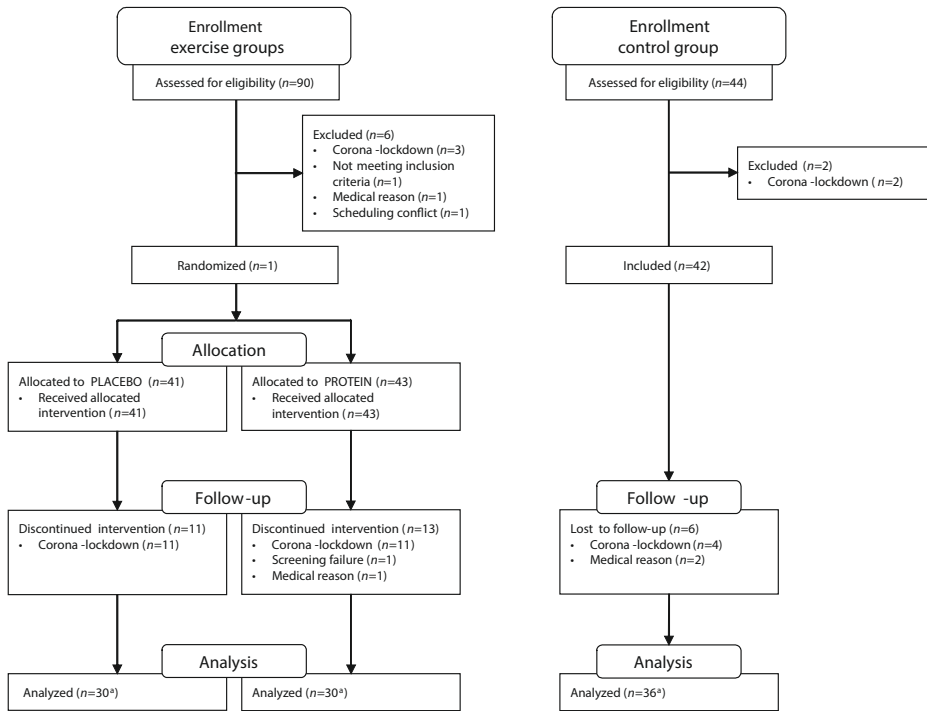 Enrollment
exercise groups
Assessed for eligibility (n=90)
Excluded (n=6)
• Corona -lockdown (n=3)
• Not meeting inclusion
criteria (n=1)
• Medical reason (n=1)
• Scheduling conflict (n=1)
Randomized (n=1)
Allocation
Allocated to PLACEBO (n=41)
• Received allocated
intervention (n=41)
Allocated to PROTEIN (n=43)
• Received allocated
intervention (n=43)
Follow-up
Discontinued intervention (n=11)
• Corona -lockdown (n=11)
Discontinued intervention (n=13)
• Corona -lockdown (n=11)
• Screening failure (n=1)
• Medical reason (n=1)
Analysis
Analyzed (n=30ᵃ)
Analyzed (n=30ᵃ)
Enrollment
control group
Assessed for eligibility (n=44)
Excluded (n=2)
• Corona -lockdown (n=2)
Included (n=42)
Follow -up
Lost to follow-up (n=6)
• Corona -lockdown (n=4)
• Medical reason (n=2)
Analysis
Analyzed (n=36ᵃ)